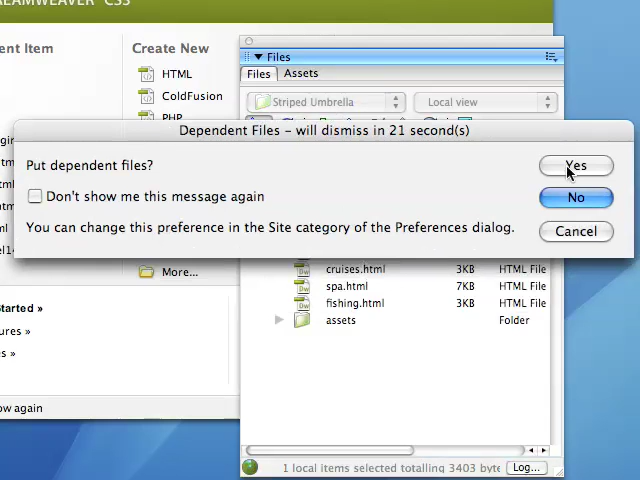 DREAMWEAVER CS3
ent Item
Create New
HTML
ColdFusion
PHP
Files
Files
Assets
Striped Umbrella
Local view
Dependent Files – will dismiss in 21 second(s)
Put dependent files?
Yes
Don't show me this message again
No
You can change this preference in the Site category of the Preferences dialog.
Cancel
More...
cruises.html 3KB HTML File
spa.html 7KB HTML File
fishing.html 3KB HTML File
assets Folder
Started »
ures »
s »
ow again
1 local items selected totalling 3403 byte
Log...